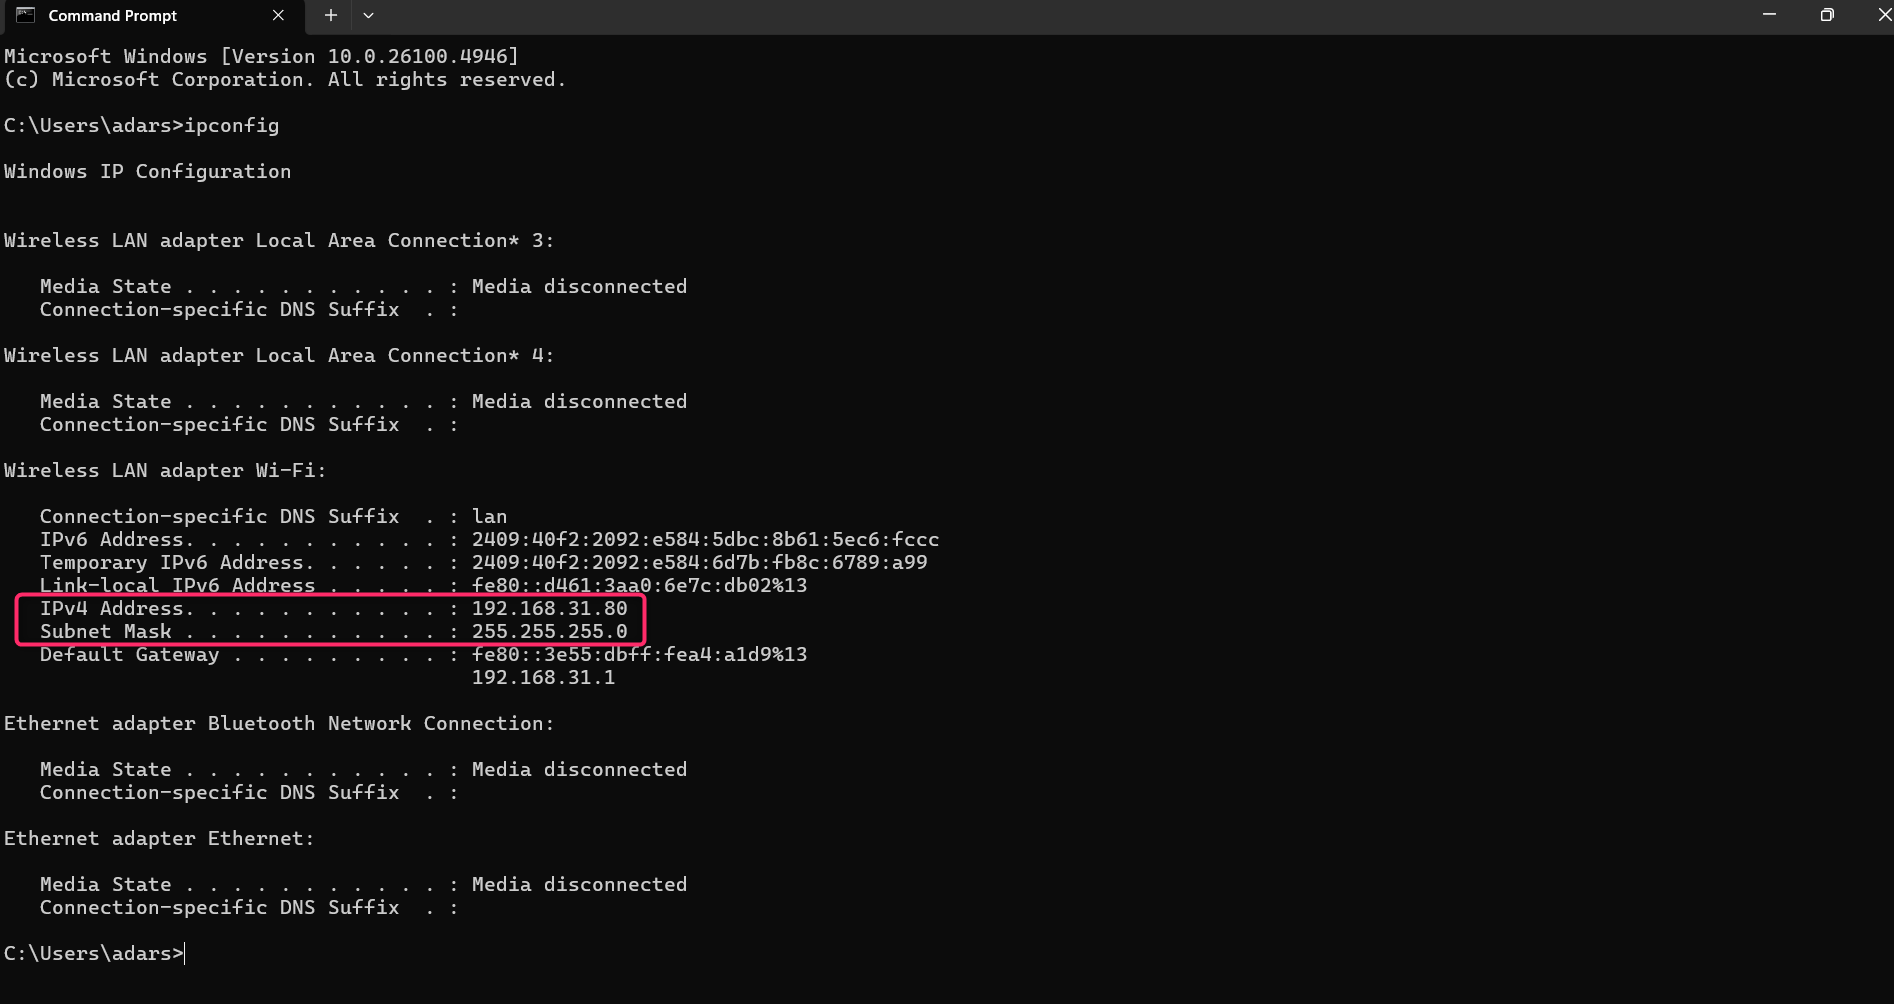 Command Prompt
Microsoft Windows [Version 10.0.26100.4946]
(c) Microsoft Corporation. All rights reserved.
C:\Users\adars>ipconfig
Windows IP Configuration
Wireless LAN adapter Local Area Connection* 3:
   Media State . . . . . . . . . . . : Media disconnected
   Connection-specific DNS Suffix  . :
Wireless LAN adapter Local Area Connection* 4:
   Media State . . . . . . . . . . . : Media disconnected
   Connection-specific DNS Suffix  . :
Wireless LAN adapter Wi-Fi:
   Connection-specific DNS Suffix  . : lan
   IPv6 Address. . . . . . . . . . . : 2409:40f2:2092:e584:5dbc:8b61:5ec6:fccc
   Temporary IPv6 Address. . . . . . : 2409:40f2:2092:e584:6d7b:fb8c:6789:a99
   Link-local IPv6 Address . . . . . : fe80::d461:3aa0:6e7c:db02%13
   IPv4 Address. . . . . . . . . . . : 192.168.31.80
   Subnet Mask . . . . . . . . . . . : 255.255.255.0
   Default Gateway . . . . . . . . . : fe80::3e55:dbff:fea4:a1d9%13
                                       192.168.31.1
Ethernet adapter Bluetooth Network Connection:
   Media State . . . . . . . . . . . : Media disconnected
   Connection-specific DNS Suffix  . :
Ethernet adapter Ethernet:
   Media State . . . . . . . . . . . : Media disconnected
   Connection-specific DNS Suffix  . :
C:\Users\adars>